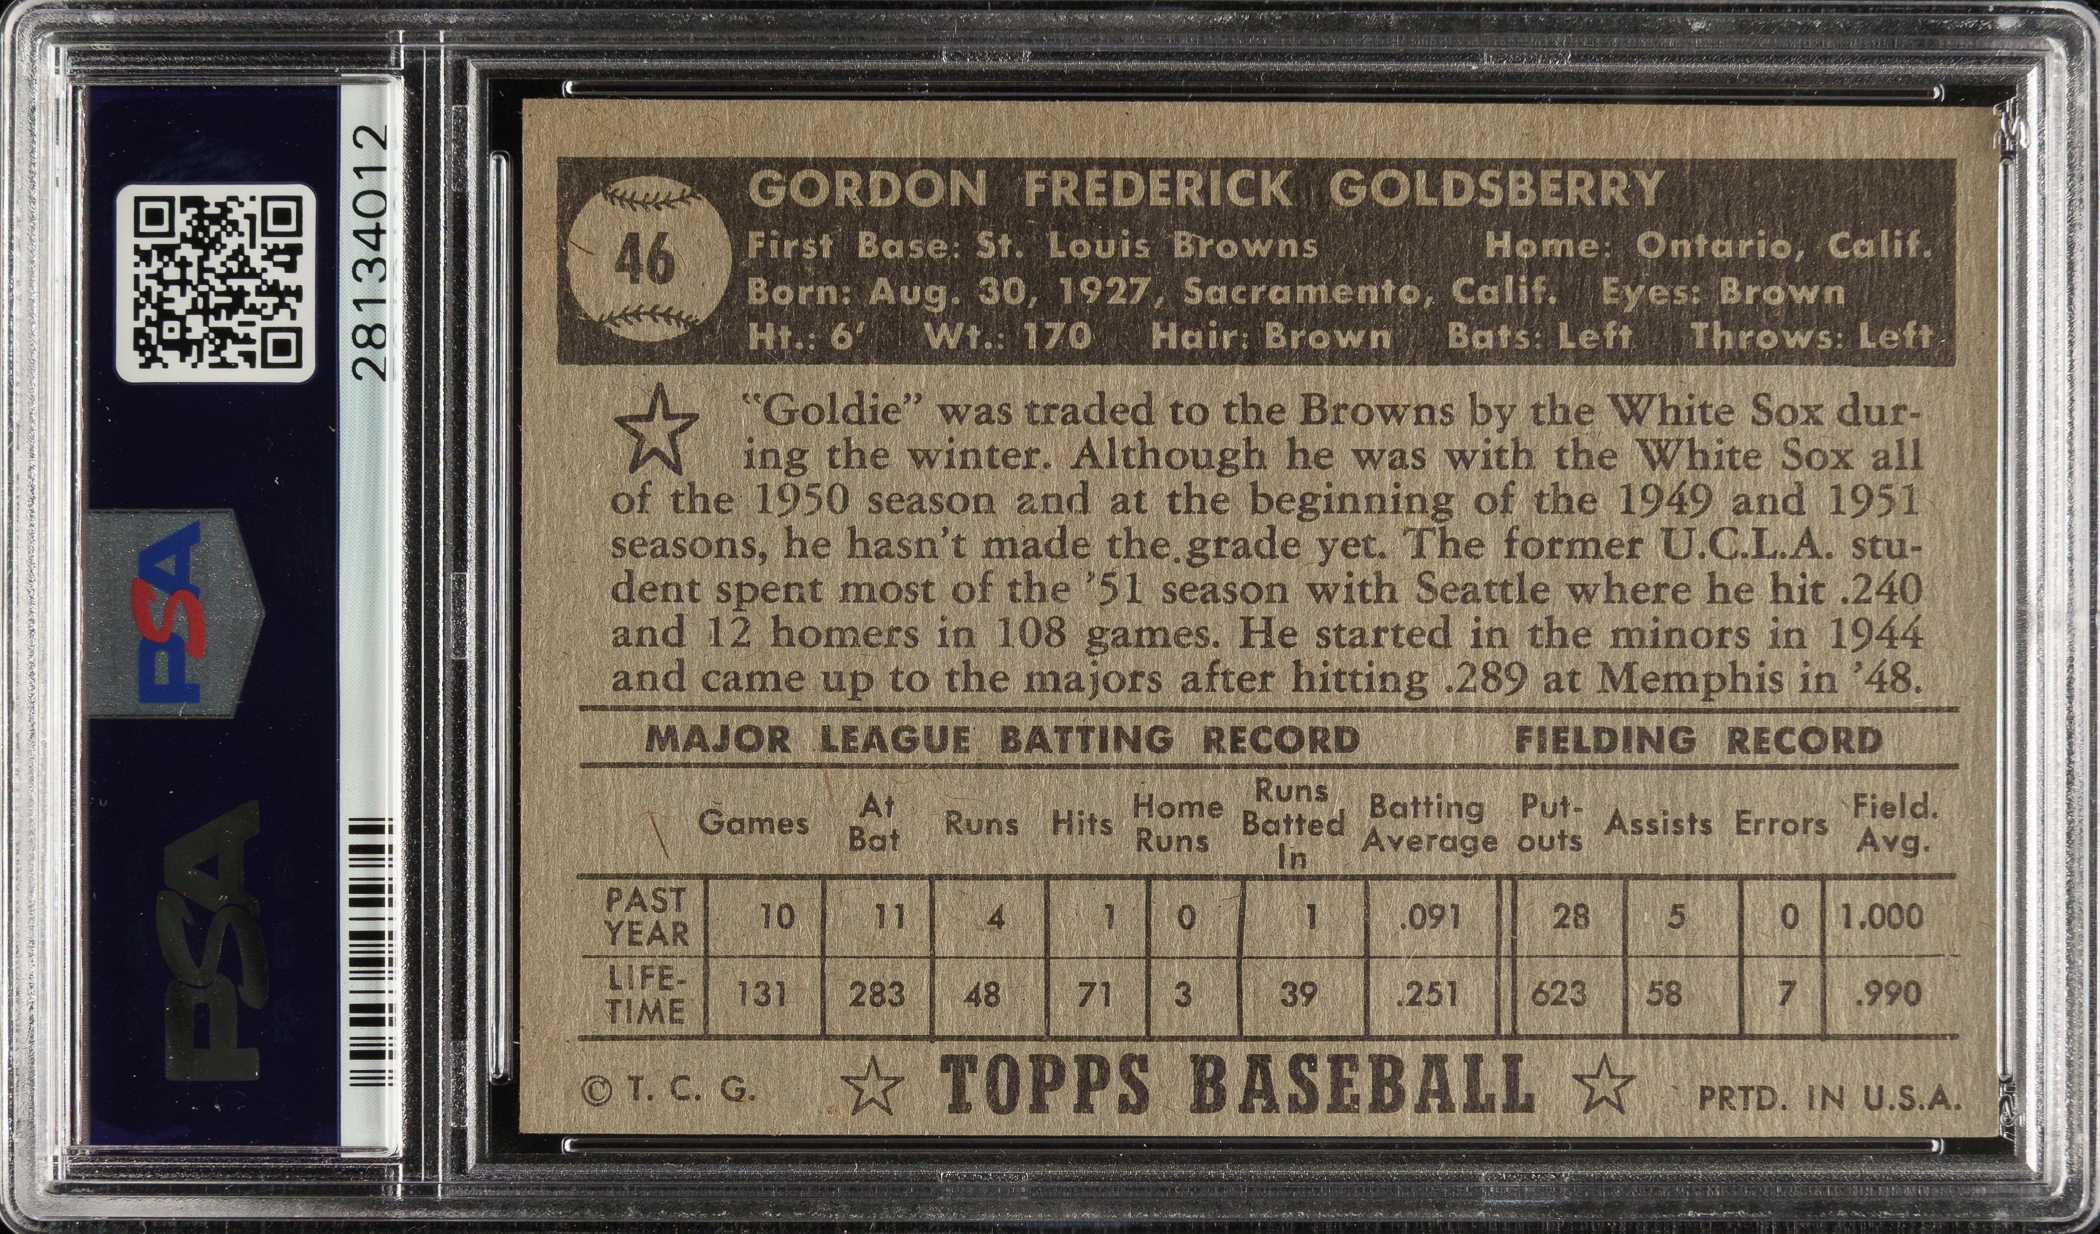 28134012
PSA
PSA
46
GORDON FREDERICK GOLDSBERRY
First Base: St. Louis Browns Home: Ontario, Calif.
Born: Aug. 30, 1927, Sacramento, Calif. Eyes: Brown
Ht.: 6' Wt.: 170 Hair: Brown Bats: Left Throws: Left
"Goldie" was traded to the Browns by the White Sox dur-
ing the winter. Although he was with the White Sox all
of the 1950 season and at the beginning of the 1949 and 1951
seasons, he hasn't made the grade yet. The former U.C.L.A. stu-
dent spent most of the '51 season with Seattle where he hit .240
and 12 homers in 108 games. He started in the minors in 1944
and came up to the majors after hitting .289 at Memphis in '48.
MAJOR LEAGUE BATTING RECORD FIELDING RECORD
Games At Bat Runs Hits Home Runs Runs Batted In Batting Average Put-outs Assists Errors Field. Avg.
PAST YEAR 10 11 4 1 0 1 .091 28 5 0 1.000
LIFE-TIME 131 283 48 71 3 39 .251 623 58 7 .990
© T. C. G. TOPPS BASEBALL PRTD. IN U.S.A.